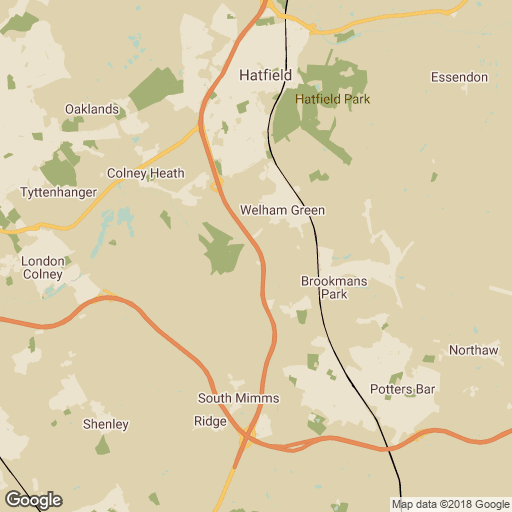 Hatfield
Essendon
Hatfield Park
Oaklands
Colney Heath
Tyttenhanger
Welham Green
London
Colney
Brookmans
Park
Northaw
Potters Bar
South Mimms
Ridge
Shenley
Google
Map data ©2018 Google